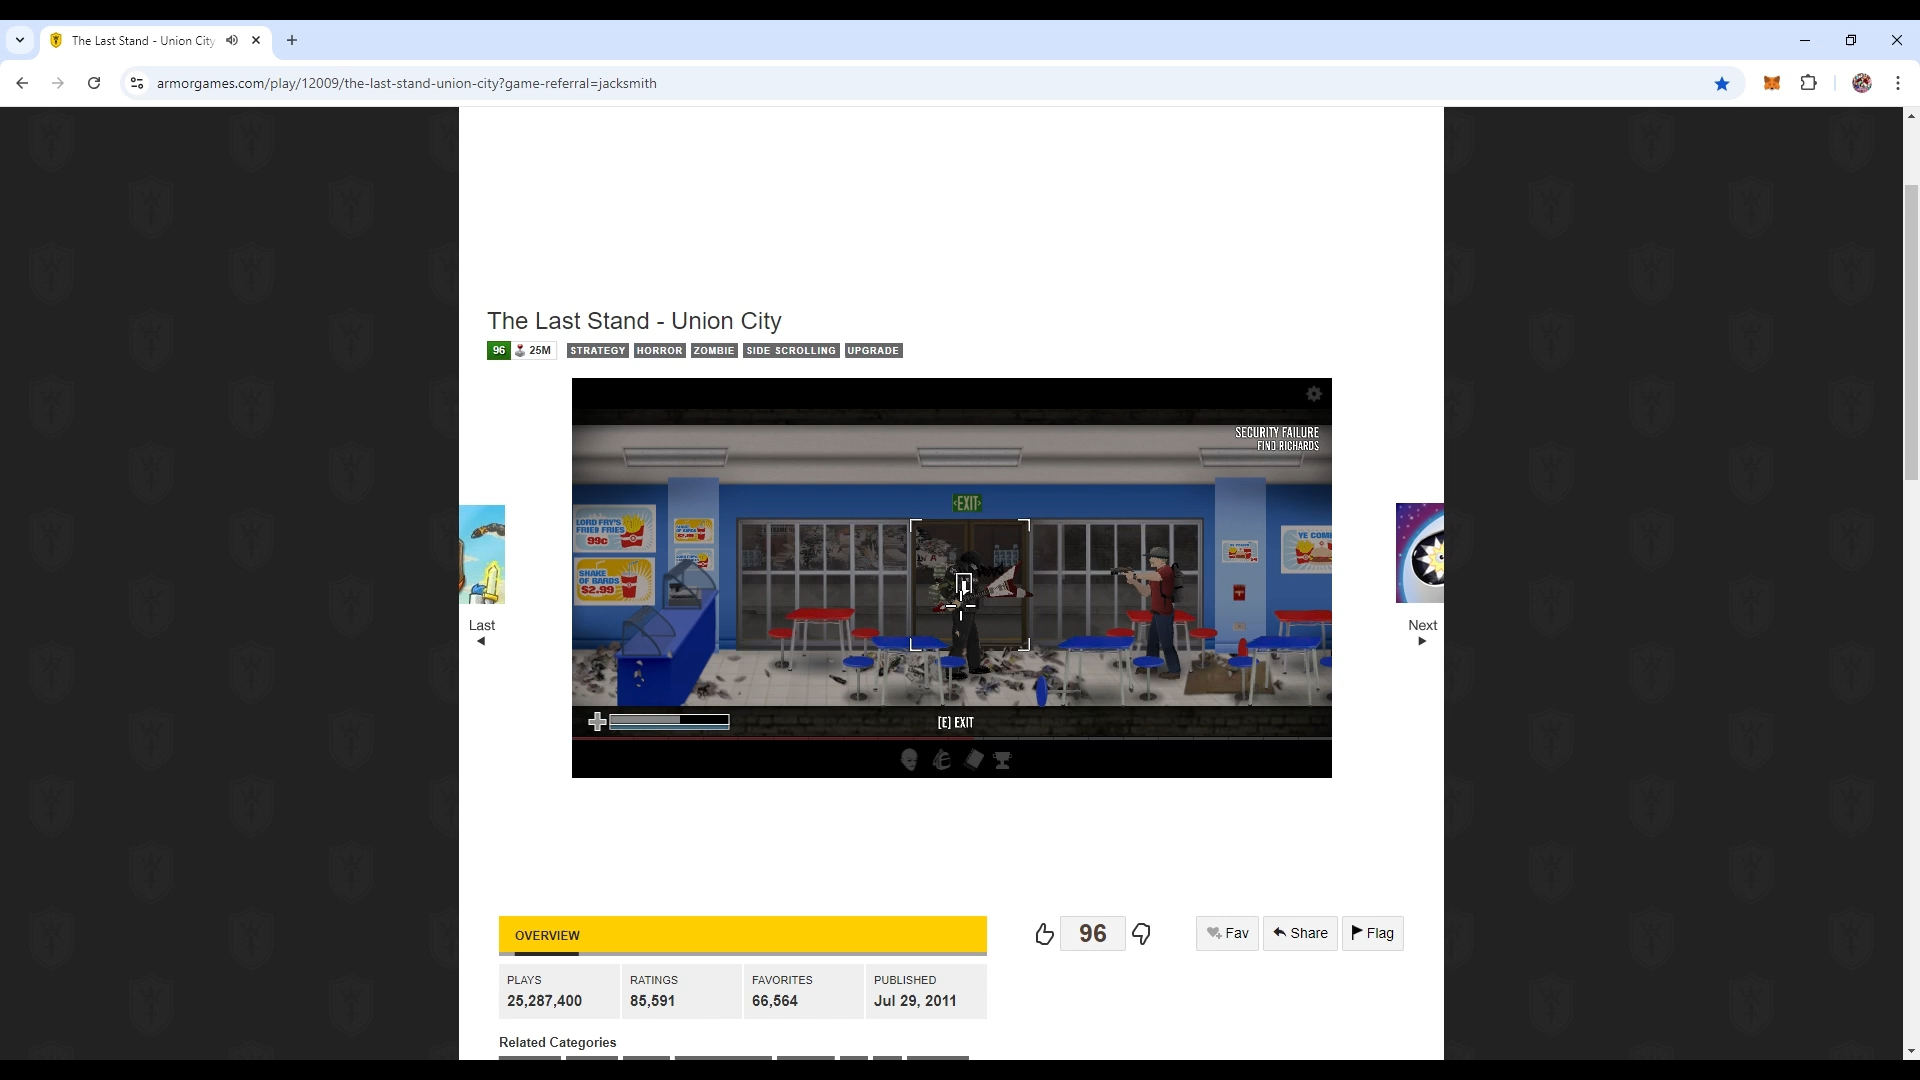 The Last Stand - Union City
armorgames.com/play/12009/the-last-stand-union-city?game-referral=jacksmith
The Last Stand - Union City
96 25M STRATEGY HORROR ZOMBIE SIDE SCROLLING UPGRADE
SECURITY FAILURE
FIND RICHARDS
<EXIT>
LORD FRY'S
FRIED FRIES
99c
SHAKE
OF BARDS
$2.99
YE COM
[E] EXIT
Last
Next
OVERVIEW
96
Fav
Share
Flag
PLAYS
25,287,400
RATINGS
85,591
FAVORITES
66,564
PUBLISHED
Jul 29, 2011
Related Categories